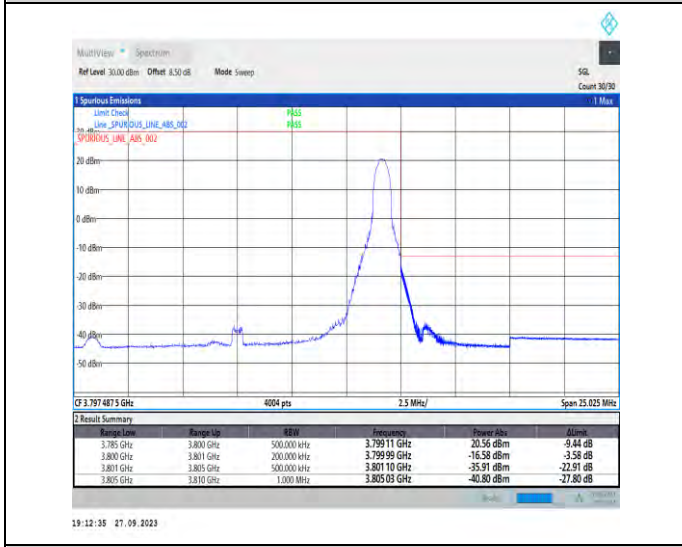 MultiView Spectrum
Ref Level 30.00 dBm Offset 8.50 dB Mode Sweep SGL
Count 30/30
1 Spurious Emissions 1 Max
Limit Check PASS
Line _SPURIOUS_LINE_ABS_002 PASS
_SPURIOUS_LINE_ABS_002
20 dBm
10 dBm
0 dBm
-10 dBm
-20 dBm
-30 dBm
-40 dBm
-50 dBm
CF 3.797 487 5 GHz 4004 pts 2.5 MHz/ Span 25.025 MHz
2 Result Summary
Range Low Range Up RBW Frequency Power Abs ΔLimit
3.785 GHz 3.800 GHz 500.000 kHz 3.799 11 GHz 20.56 dBm -9.44 dB
3.800 GHz 3.801 GHz 200.000 kHz 3.799 99 GHz -16.58 dBm -3.58 dB
3.801 GHz 3.805 GHz 500.000 kHz 3.801 10 GHz -35.91 dBm -22.91 dB
3.805 GHz 3.810 GHz 1.000 MHz 3.805 03 GHz -40.80 dBm -27.80 dB
19:12:35 27.09.2023